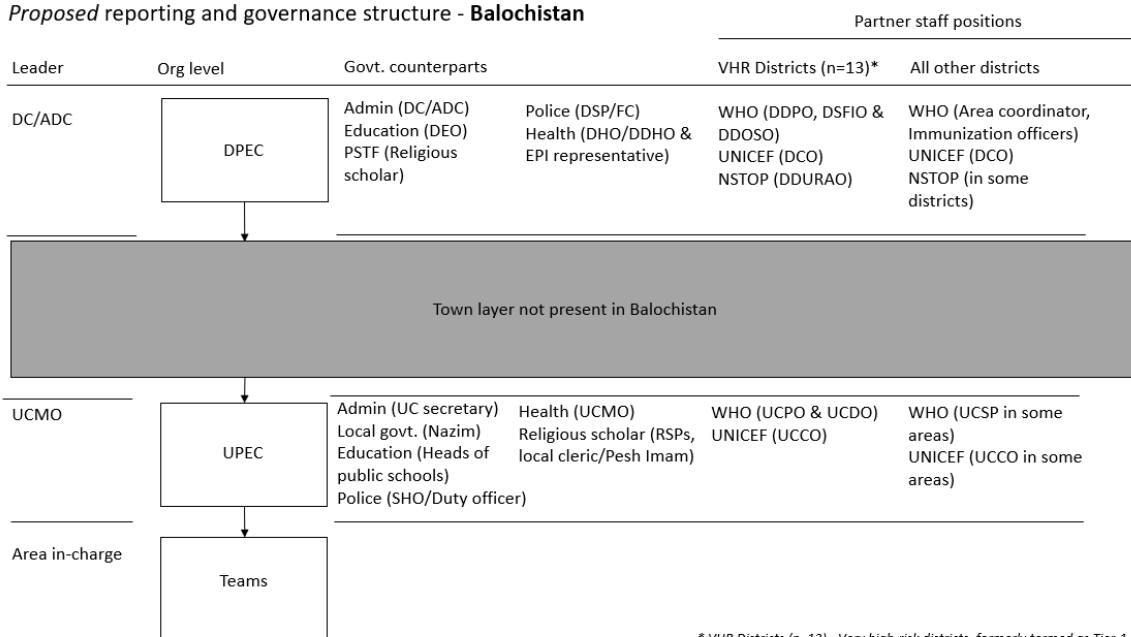 Proposed reporting and governance structure - Balochistan
Partner staff positions
Leader
Org level
Govt. counterparts
VHR Districts (n=13)*
All other districts
DC/ADC
DPEC
Admin (DC/ADC)
Education (DEO)
PSTF (Religious
scholar)
Police (DSP/FC)
Health (DHO/DDHO &
EPI representative)
WHO (DDPO, DSFIO &
DDOSO)
UNICEF (DCO)
NSTOP (DDURAO)
WHO (Area coordinator,
Immunization officers)
UNICEF (DCO)
NSTOP (in some
districts)
Town layer not present in Balochistan
UCMO
UPEC
Admin (UC secretary)
Local govt. (Nazim)
Education (Heads of
public schools)
Police (SHO/Duty officer)
Health (UCMO)
Religious scholar (RSPs,
local cleric/Pesh Imam)
WHO (UCPO & UCDO)
UNICEF (UCCO)
WHO (UCSP in some
areas)
UNICEF (UCCO in some
areas)
Area in-charge
Teams